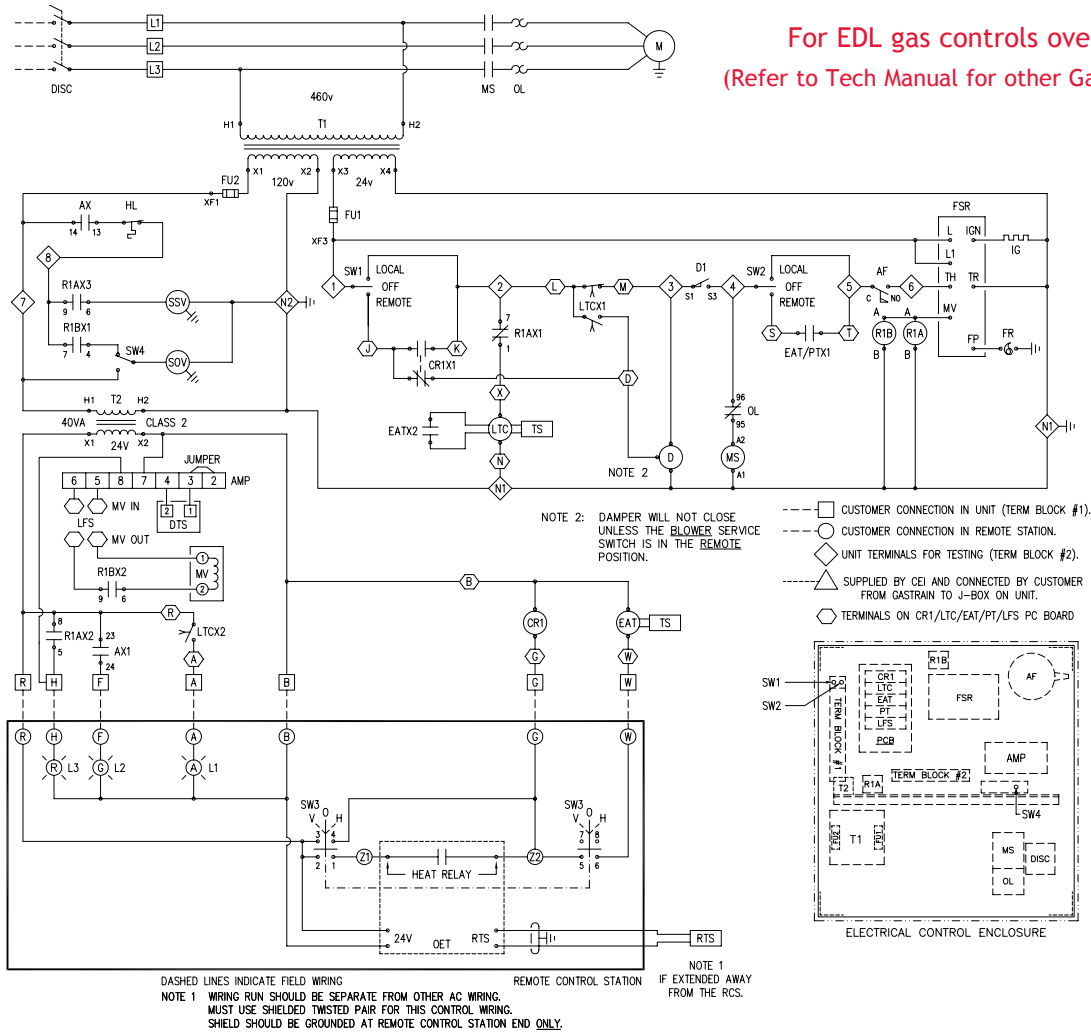 For EDL gas controls ove
(Refer to Tech Manual for other Ga
L1
L2
L3
DISC
MS OL
M
460v
H1 T1 H2
X1 X2 X3 X4
120v 24v
FU2
XF1
FU1
XF3
AX HL
14 13
8
7
R1AX3
9 6
SSV
R1BX1
7 4
SW4
SOV
N2
H1 T2 H2
40VA CLASS 2
X1 24V X2
JUMPER
6 5 8 7 4 3 2 AMP
MV IN
LFS
MV OUT
2 1
DTS
1
MV
2
R1BX2
9 6
R
8
R1AX2
5
23
AX1
24
LTCX2
A
B
1
SW1
LOCAL
OFF
REMOTE
J K
CR1X1
2
7
R1AX1
1
X
EATX2
LTC TS
N
N1
L M
LTCX1
D
NOTE 2
D
3
D1
S1 S3
4
SW2
LOCAL
OFF
REMOTE
S T
EAT/PTX1
96
OL
95
A2
MS
A1
5
AF
C NO
6
A A
R1B R1A
B B
FSR
L IGN
L1
TH TR
MV
FP FR
IG
N1
NOTE 2: DAMPER WILL NOT CLOSE
UNLESS THE BLOWER SERVICE
SWITCH IS IN THE REMOTE
POSITION.
CUSTOMER CONNECTION IN UNIT (TERM BLOCK #1).
CUSTOMER CONNECTION IN REMOTE STATION.
UNIT TERMINALS FOR TESTING (TERM BLOCK #2).
SUPPLIED BY CEI AND CONNECTED BY CUSTOMER
FROM GASTRAIN TO J-BOX ON UNIT.
TERMINALS ON CR1/LTC/EAT/PT/LFS PC BOARD
CR1
G
EAT TS
W
R H F A B G W
R H F A B G W
R L3
G L2
A L1
SW3
V O H
3 4
2 1
Z1
HEAT RELAY
Z2
SW3
V O H
7 8
5 6
24V OET RTS
RTS
DASHED LINES INDICATE FIELD WIRING
REMOTE CONTROL STATION
NOTE 1
IF EXTENDED AWAY
FROM THE RCS.
NOTE 1 WIRING RUN SHOULD BE SEPARATE FROM OTHER AC WIRING.
MUST USE SHIELDED TWISTED PAIR FOR THIS CONTROL WIRING.
SHIELD SHOULD BE GROUNDED AT REMOTE CONTROL STATION END ONLY.
SW1
SW2
TERM BLOCK #1
CR1
LTC
EAT
PT
LFS
PCB
R1B
FSR
AF
AMP
TERM BLOCK #2
T2
R1A
SW4
FU2
T1
FU1
MS
OL
DISC
ELECTRICAL CONTROL ENCLOSURE